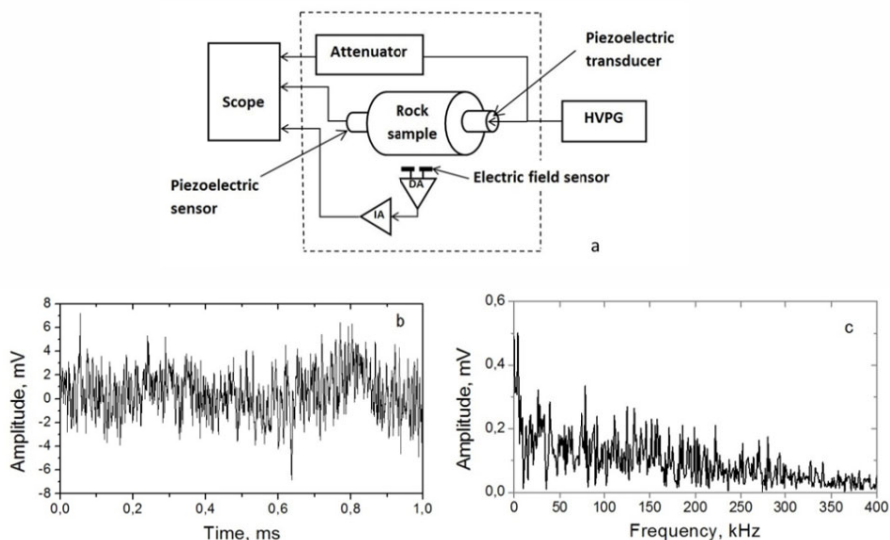 Attenuator
Piezoelectric
transducer
Scope
Rock
sample
HVPG
Piezoelectric
sensor
DA
Electric field sensor
IA
a
b
Amplitude, mV
8
6
4
2
0
-2
-4
-6
-8
0,0 0,2 0,4 0,6 0,8 1,0
Time, ms
c
Amplitude, mV
0,6
0,4
0,2
0,0
0 50 100 150 200 250 300 350 400
Frequency, kHz